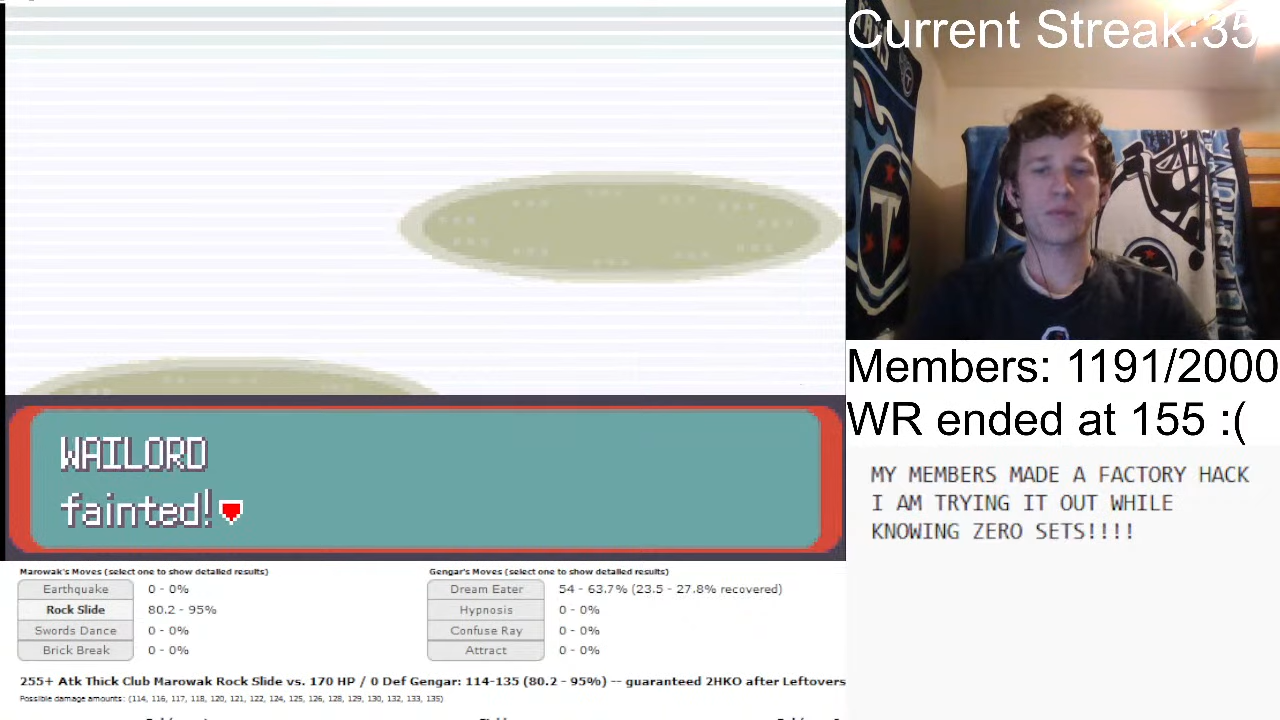 Current Streak:35
WAILORD
fainted!
Members: 1191/2000
WR ended at 155 :(
MY MEMBERS MADE A FACTORY HACK
I AM TRYING IT OUT WHILE
KNOWING ZERO SETS!!!!
Marowak's Moves (select one to show detailed results)
Earthquake 0 - 0%
Rock Slide 80.2 - 95%
Swords Dance 0 - 0%
Brick Break 0 - 0%
Gengar's Moves (select one to show detailed results)
Dream Eater 54 - 63.7% (23.5 - 27.8% recovered)
Hypnosis 0 - 0%
Confuse Ray 0 - 0%
Attract 0 - 0%
255+ Atk Thick Club Marowak Rock Slide vs. 170 HP / 0 Def Gengar: 114-135 (80.2 - 95%) -- guaranteed 2HKO after Leftovers
Possible damage amounts: (114, 116, 117, 118, 120, 121, 122, 124, 125, 126, 128, 129, 130, 132, 133, 135)